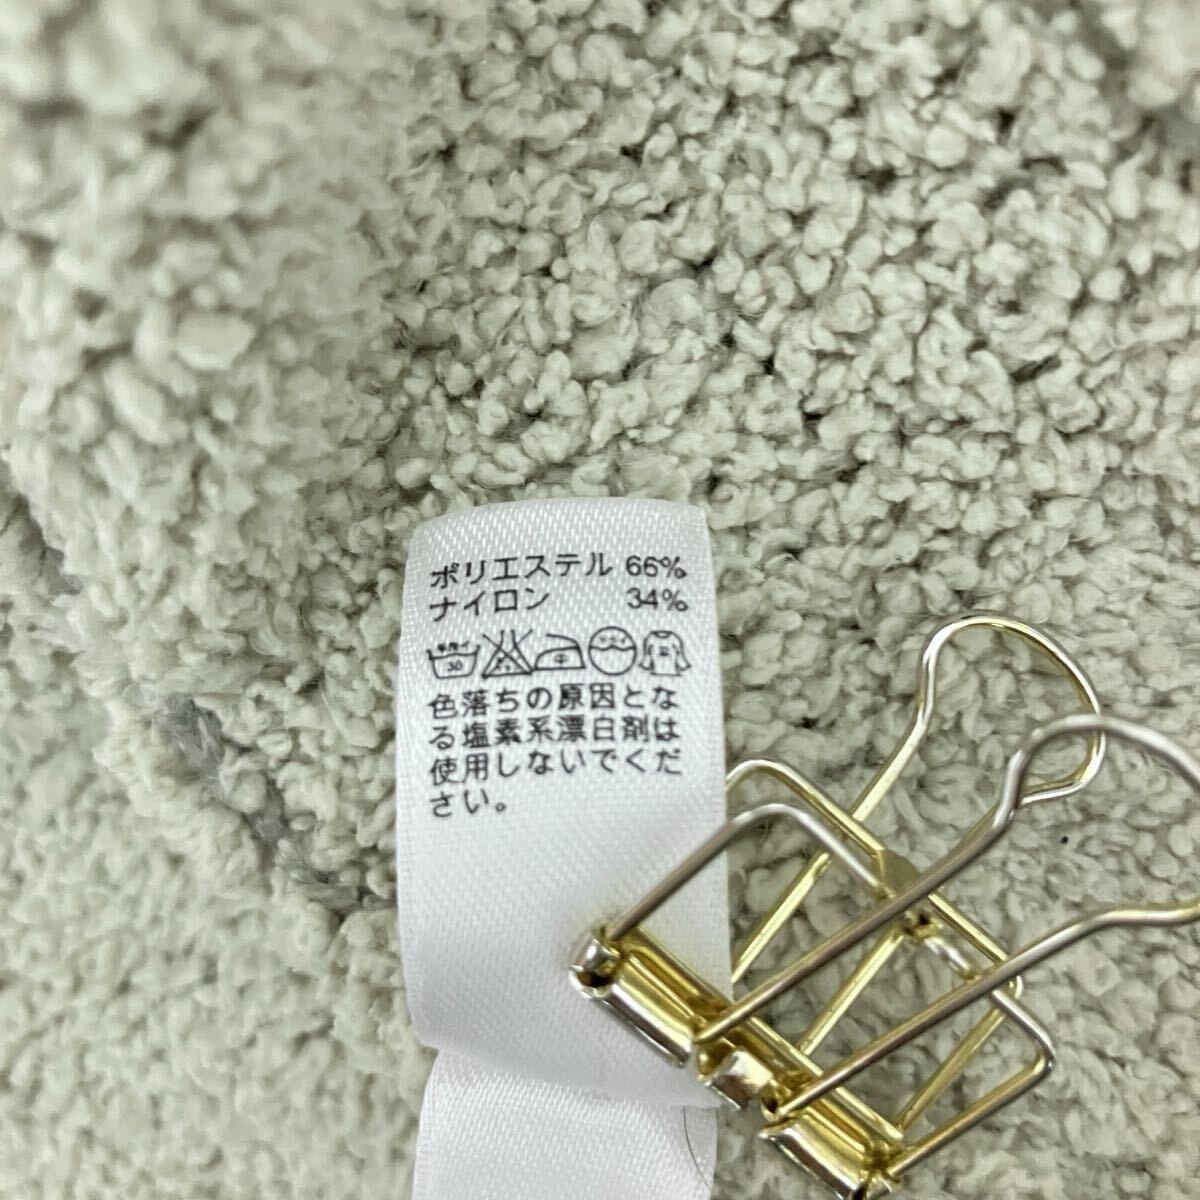 ポリエステル 66%
ナイロン 34%
30 中
色落ちの原因とな
る塩素系漂白剤は
使用しないでくだ
さい。